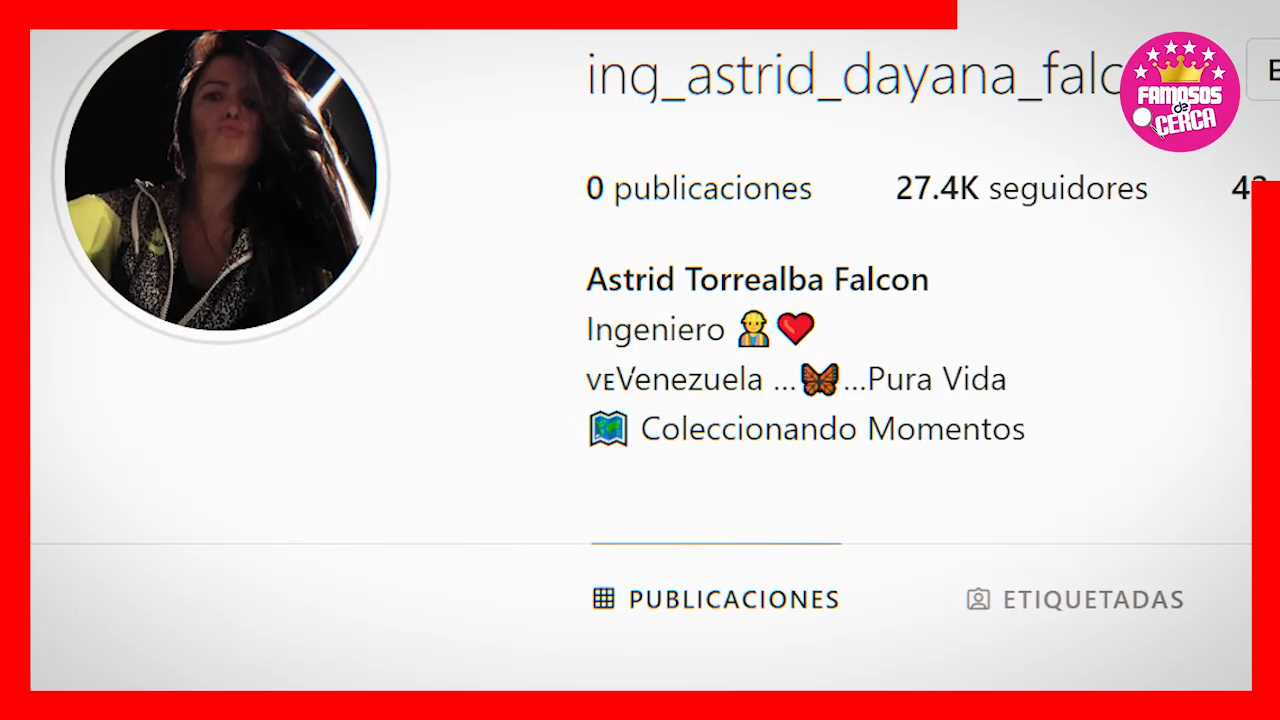 ing_astrid_dayana_falc
FAMOSOS
de
CERCA
0 publicaciones 27.4K seguidores
Astrid Torrealba Falcon
Ingeniero 👷❤️
VEVenezuela ...🦋...Pura Vida
🗺️ Coleccionando Momentos
PUBLICACIONES ETIQUETADAS